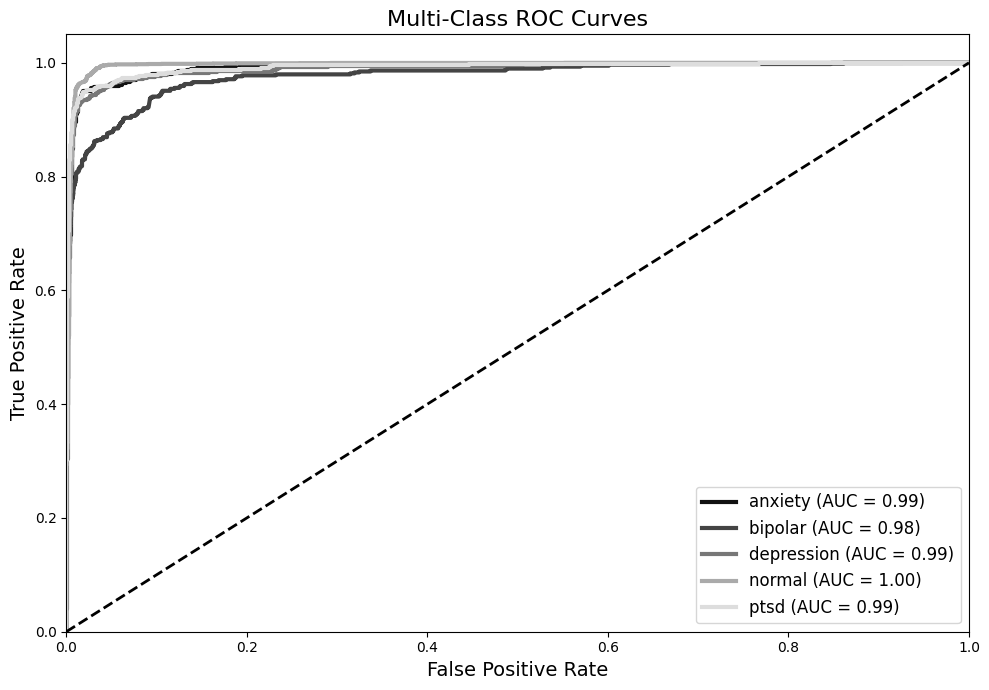 Multi-Class ROC Curves
True Positive Rate
1.0
0.8
0.6
0.4
0.2
0.0
0.0 0.2 0.4 0.6 0.8 1.0
False Positive Rate
anxiety (AUC = 0.99)
bipolar (AUC = 0.98)
depression (AUC = 0.99)
normal (AUC = 1.00)
ptsd (AUC = 0.99)